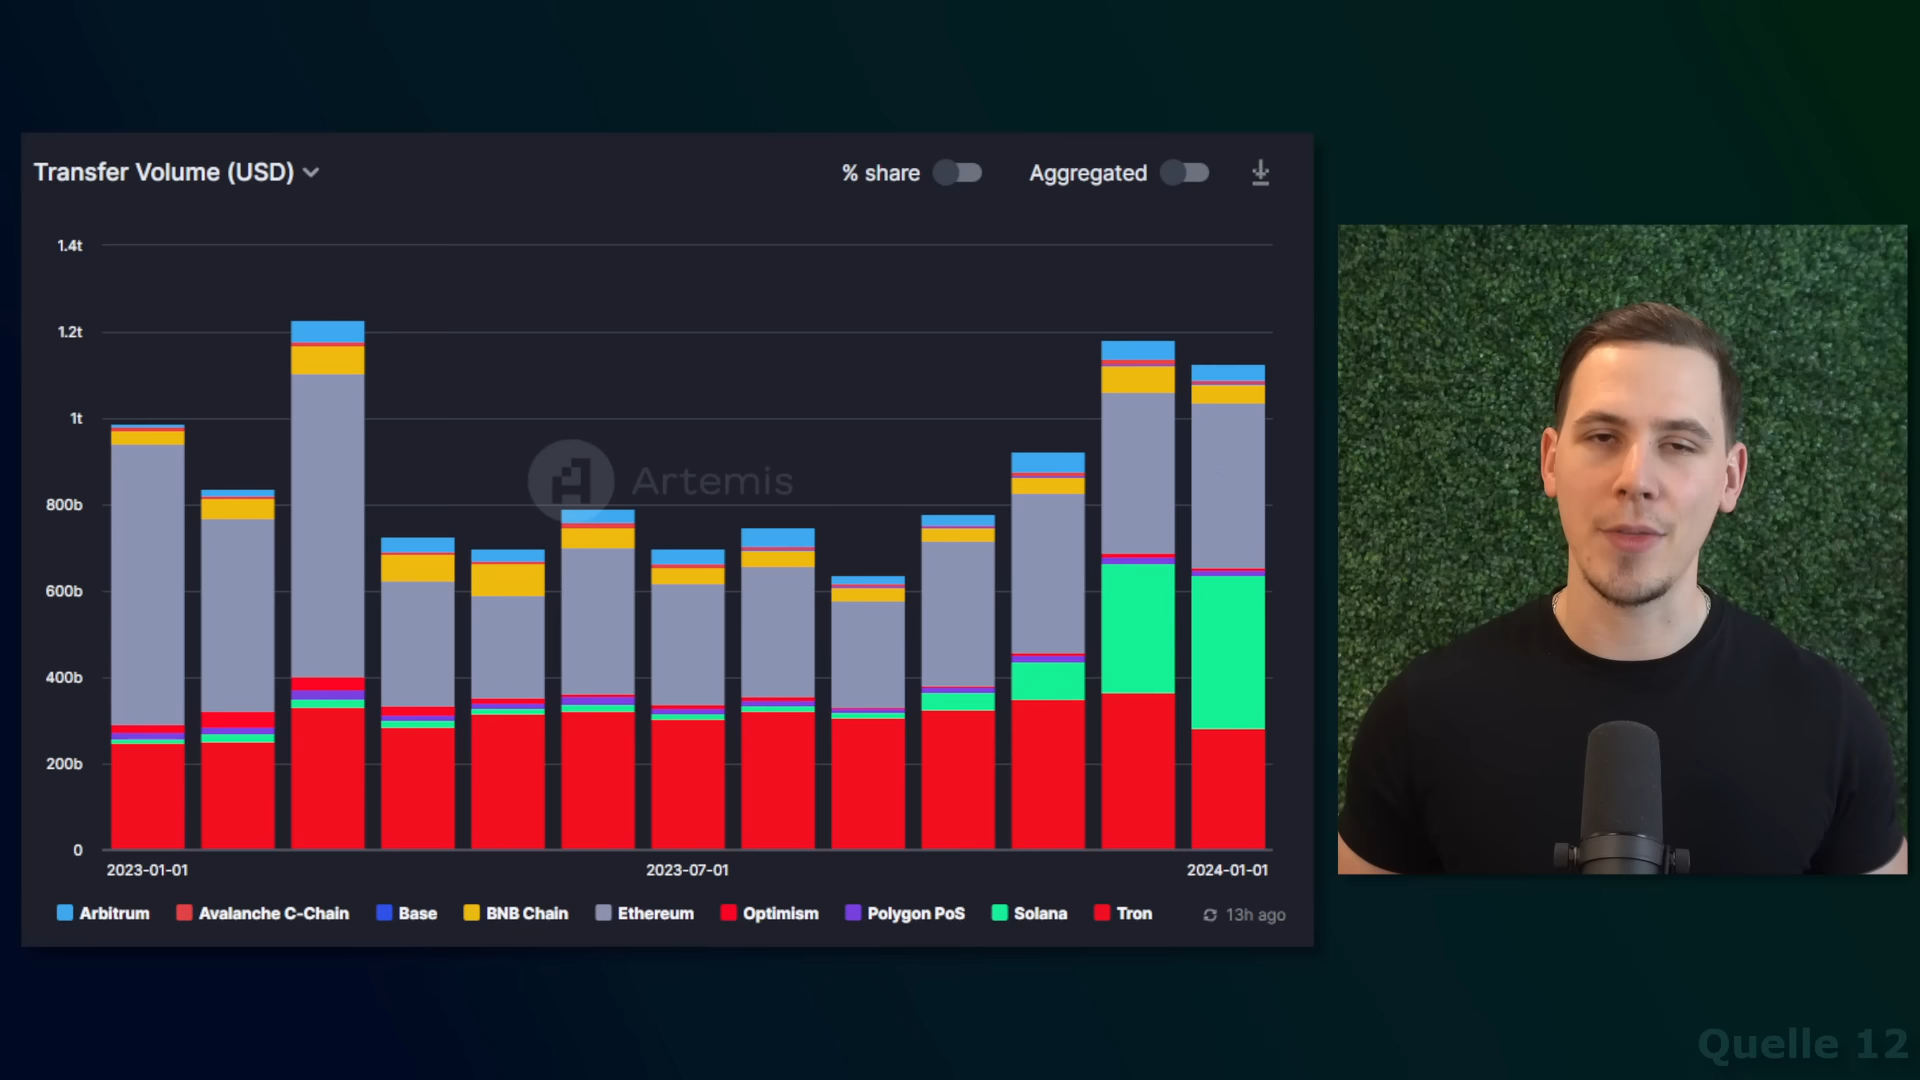 Transfer Volume (USD)
% share
Aggregated
1.4t
1.2t
1t
800b
600b
400b
200b
0
Artemis
2023-01-01
2023-07-01
2024-01-01
Arbitrum
Avalanche C-Chain
Base
BNB Chain
Ethereum
Optimism
Polygon PoS
Solana
Tron
13h ago
Quelle 12